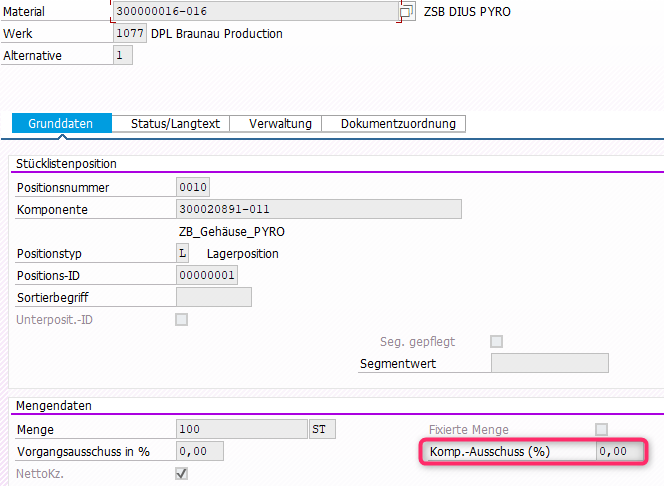 Material 300000016-016 ZSB DIUS PYRO
Werk 1077 DPL Braunau Production
Alternative 1
Grunddaten Status/Langtext Verwaltung Dokumentzuordnung
Stücklistenposition
Positionsnummer 0010
Komponente 300020891-011
ZB_Gehäuse_PYRO
Positionstyp L Lagerposition
Positions-ID 00000001
Sortierbegriff
Unterposit.-ID
Seg. gepflegt
Segmentwert
Mengendaten
Menge 100 ST Fixierte Menge
Vorgangsausschuss in % 0,00 Komp.-Ausschuss (%) 0,00
NettoKz.